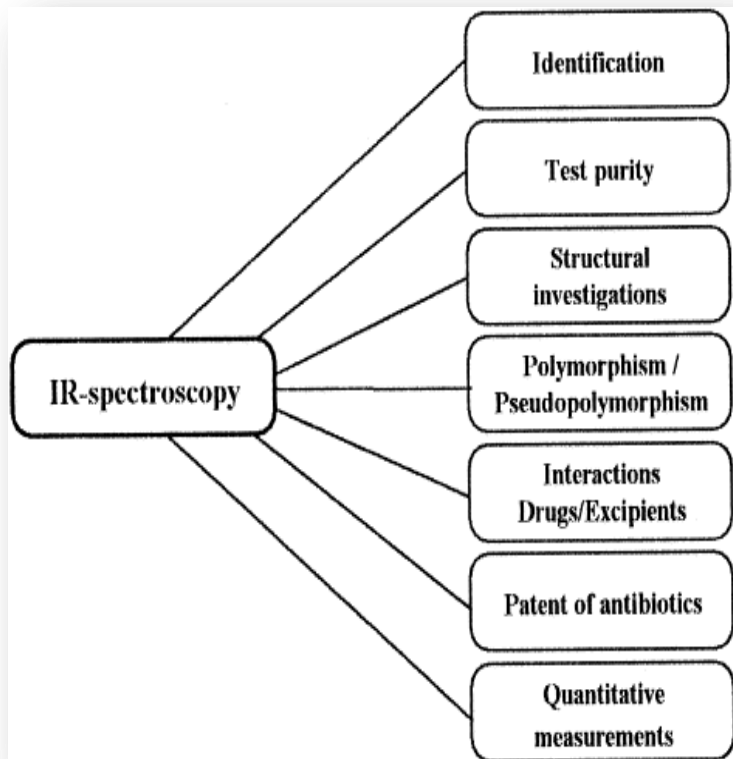 Identification
Test purity
Structural
investigations
IR-spectroscopy
Polymorphism /
Pseudopolymorphism
Interactions
Drugs/Excipients
Patent of antibiotics
Quantitative
measurements